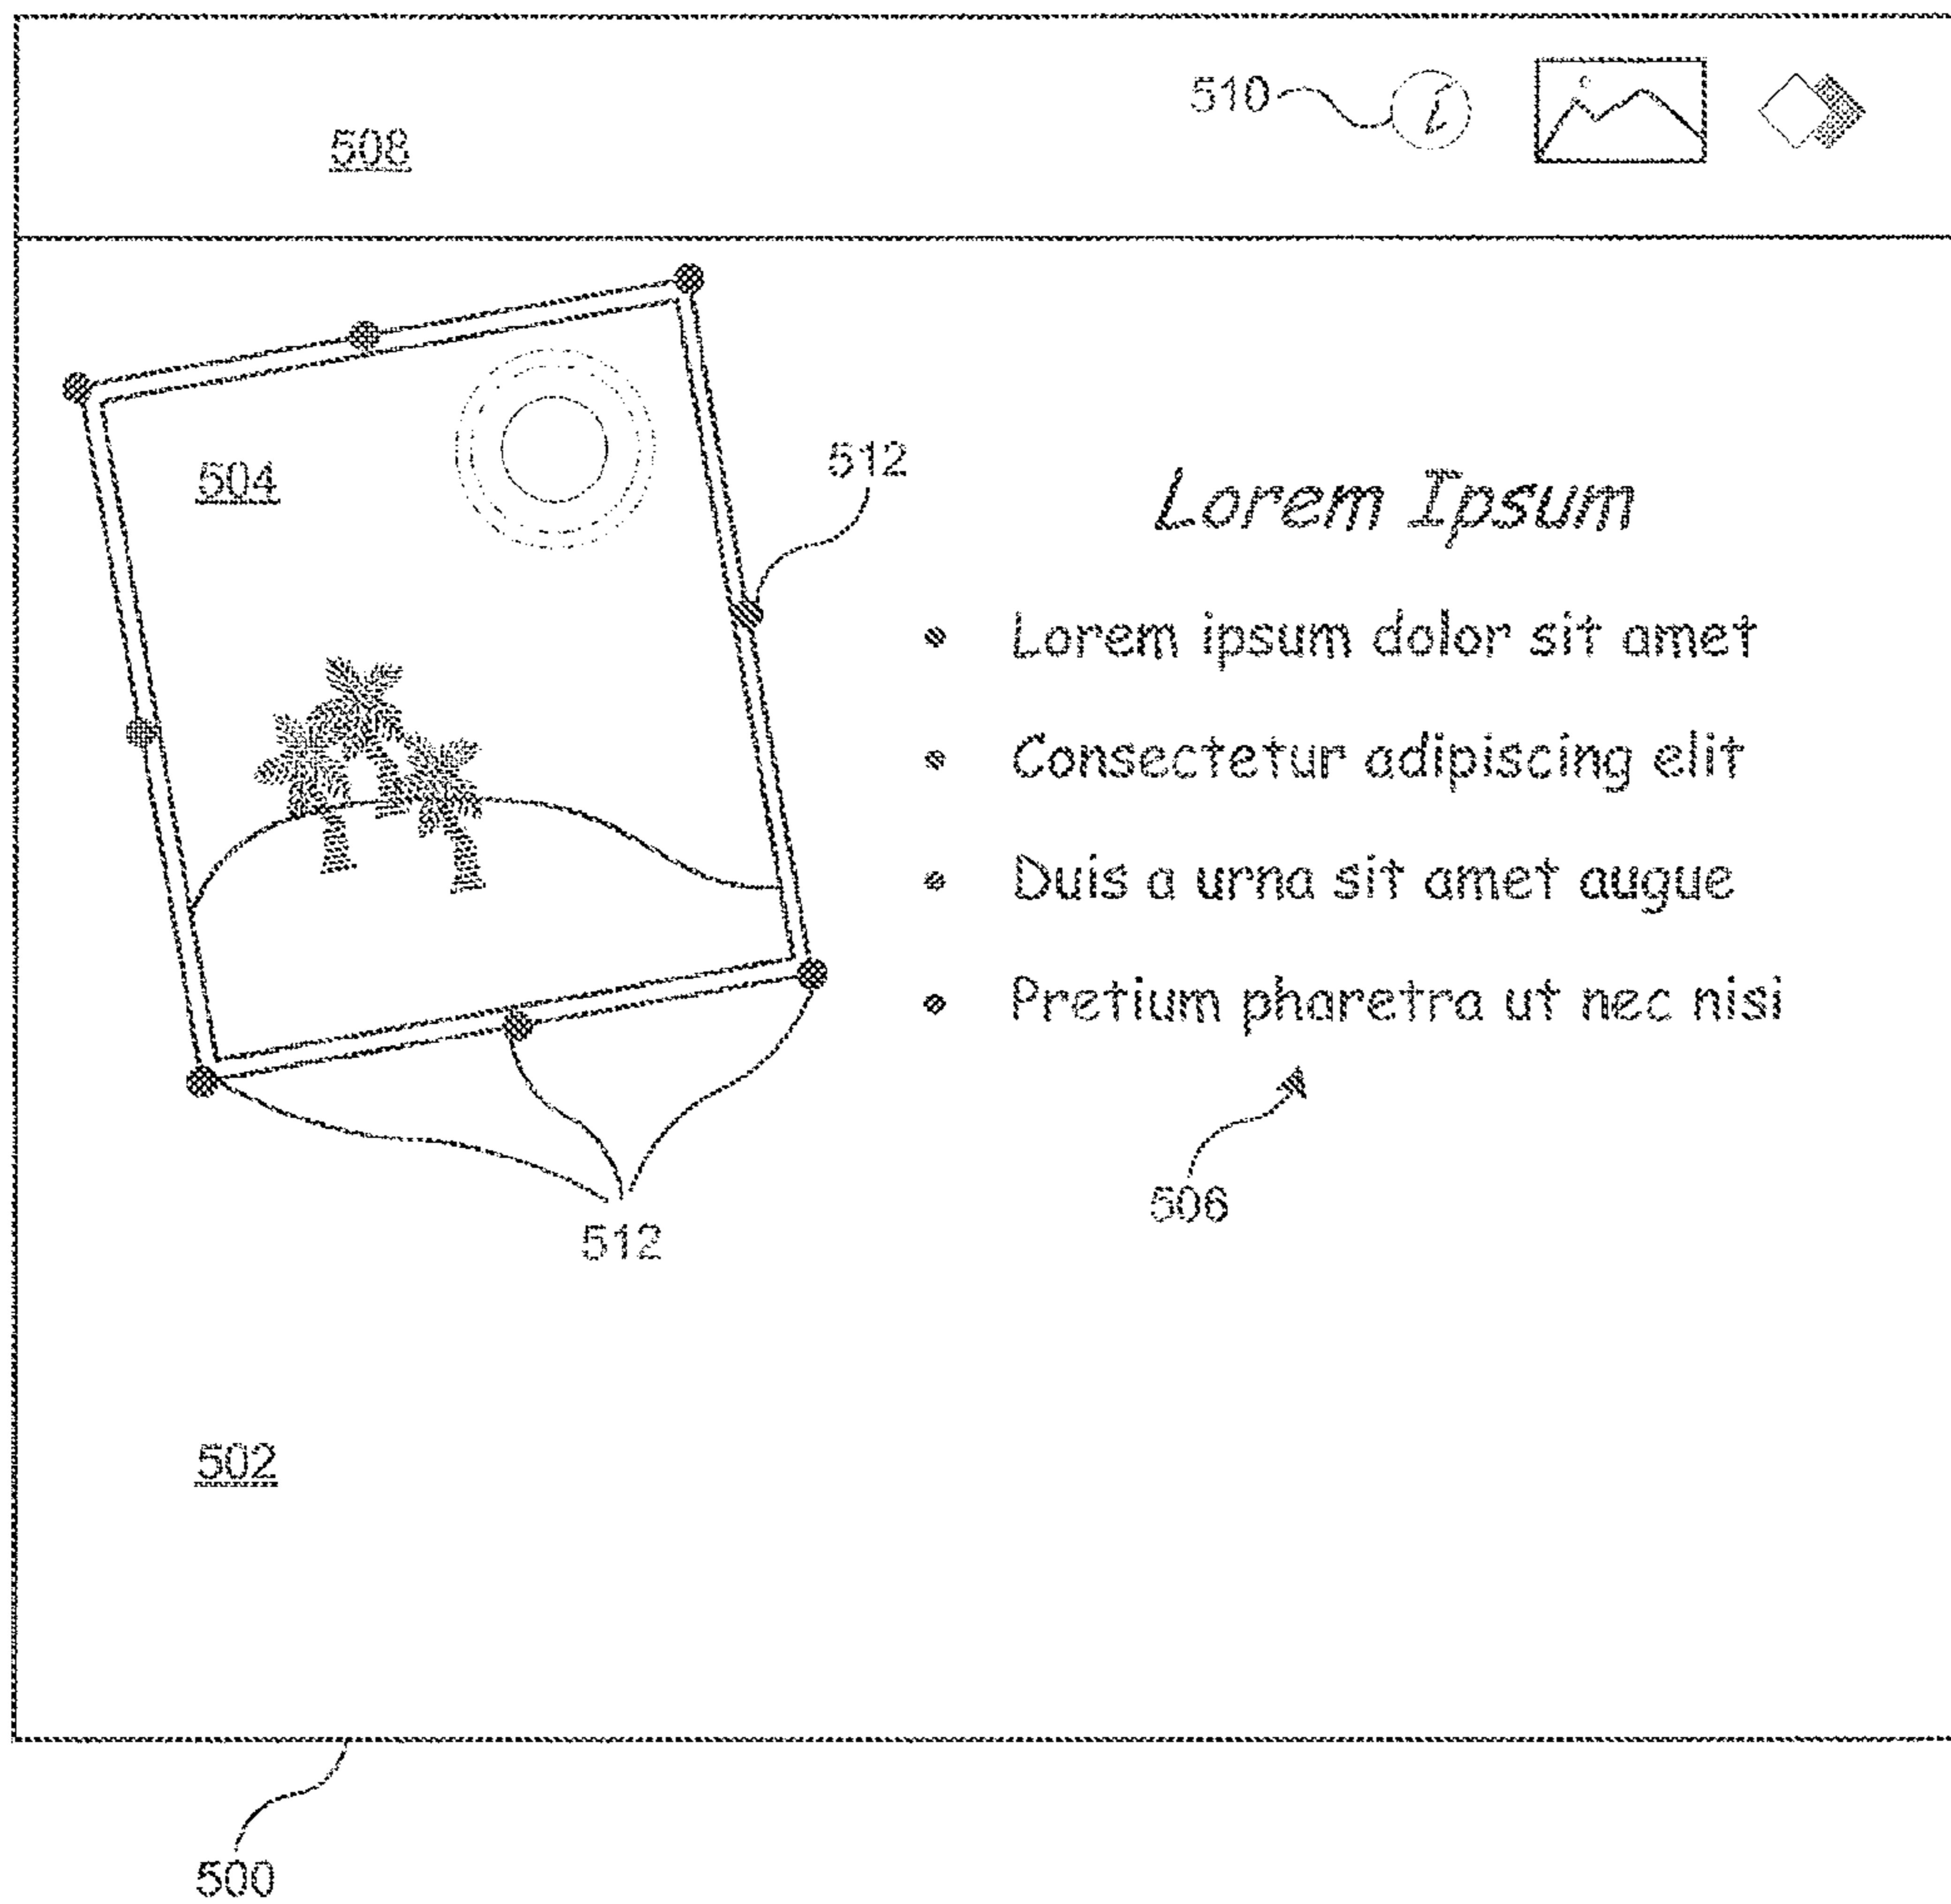 510
508
504
512
Lorem Ipsum
• Lorem ipsum dolor sit amet
• Consectetur adipiscing elit
• Duis a urna sit amet augue
• Pretium pharetra ut nec nisi
506
512
502
500